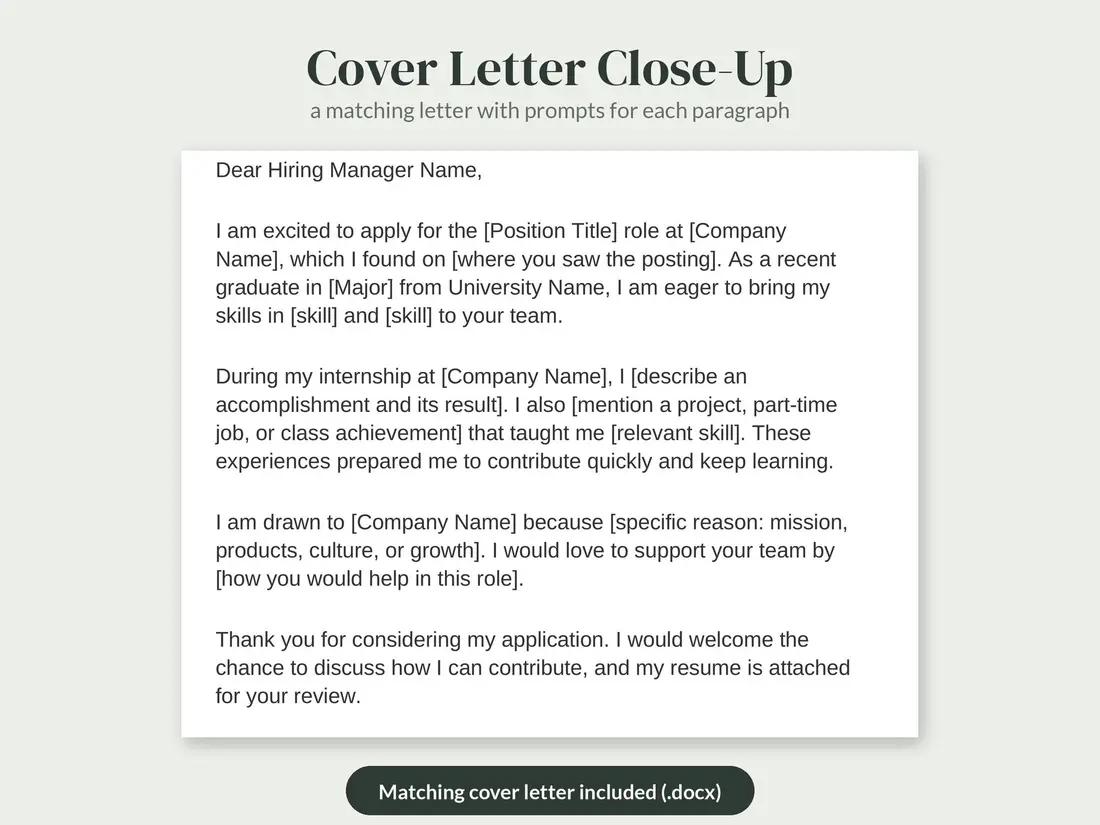 Cover Letter Close-Up
a matching letter with prompts for each paragraph
Dear Hiring Manager Name,
I am excited to apply for the [Position Title] role at [Company
Name], which I found on [where you saw the posting]. As a recent
graduate in [Major] from University Name, I am eager to bring my
skills in [skill] and [skill] to your team.
During my internship at [Company Name], I [describe an
accomplishment and its result]. I also [mention a project, part-time
job, or class achievement] that taught me [relevant skill]. These
experiences prepared me to contribute quickly and keep learning.
I am drawn to [Company Name] because [specific reason: mission,
products, culture, or growth]. I would love to support your team by
[how you would help in this role].
Thank you for considering my application. I would welcome the
chance to discuss how I can contribute, and my resume is attached
for your review.
Matching cover letter included (.docx)